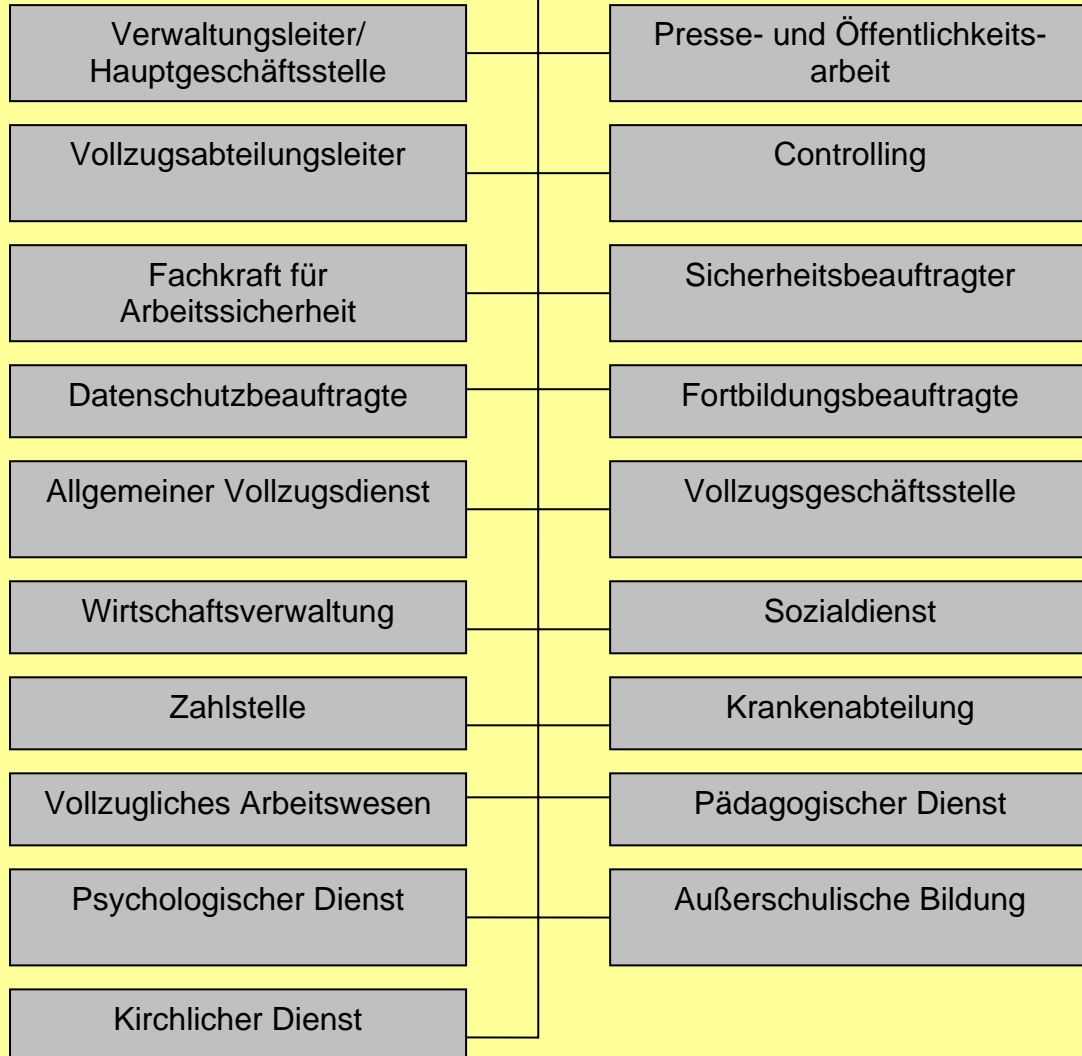 Verwaltungsleiter/
Hauptgeschäftsstelle
Presse- und Öffentlichkeits-
arbeit
Vollzugsabteilungsleiter
Controlling
Fachkraft für
Arbeitssicherheit
Sicherheitsbeauftragter
Datenschutzbeauftragte
Fortbildungsbeauftragte
Allgemeiner Vollzugsdienst
Vollzugsgeschäftsstelle
Wirtschaftsverwaltung
Sozialdienst
Zahlstelle
Krankenabteilung
Vollzugliches Arbeitswesen
Pädagogischer Dienst
Psychologischer Dienst
Außerschulische Bildung
Kirchlicher Dienst